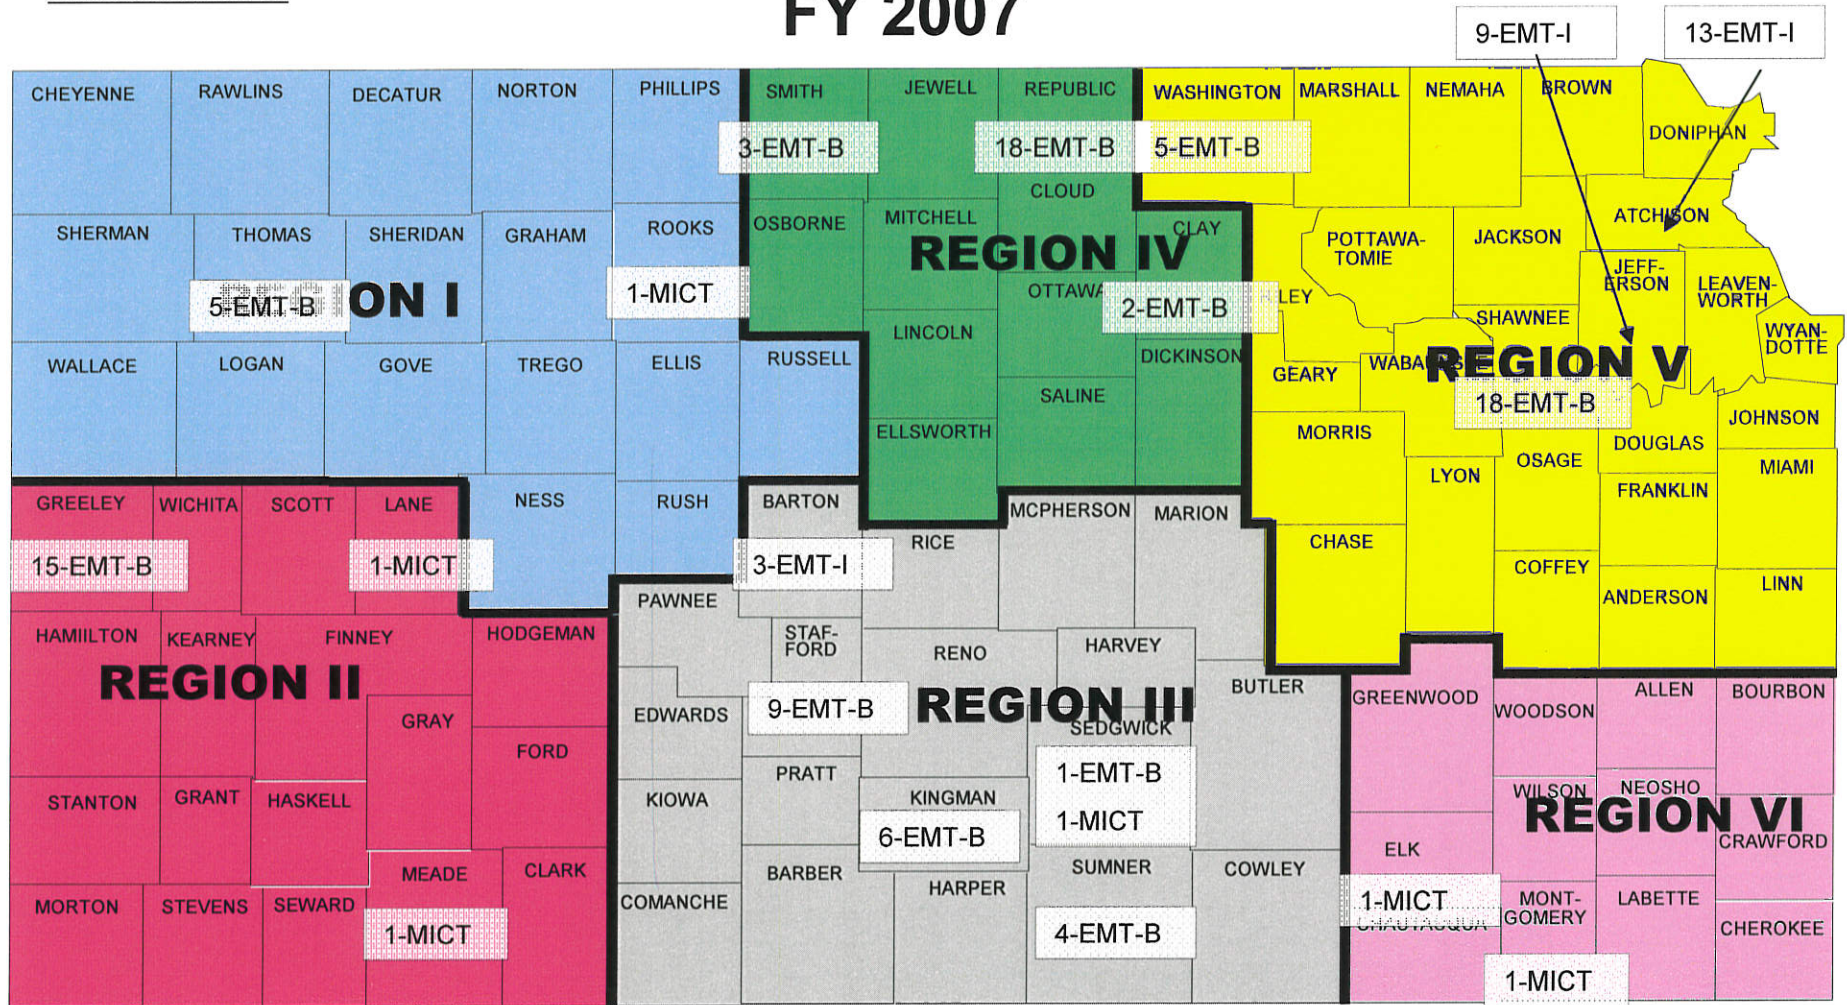 FY 2007
9-EMT-I
13-EMT-I
CHEYENNE
RAWLINS
DECATUR
NORTON
PHILLIPS
SMITH
JEWELL
REPUBLIC
WASHINGTON
MARSHALL
NEMAHA
BROWN
DONIPHAN
3-EMT-B
18-EMT-B
5-EMT-B
CLOUD
SHERMAN
THOMAS
SHERIDAN
GRAHAM
ROOKS
OSBORNE
MITCHELL
CLAY
POTTAWA-
TOMIE
JACKSON
ATCHISON
REGION IV
JEFF-
ERSON
LEAVEN-
WORTH
5-EMT-B
ION I
1-MICT
OTTAWA
2-EMT-B
LEY
SHAWNEE
WYAN-
DOTTE
WALLACE
LOGAN
GOVE
TREGO
ELLIS
RUSSELL
LINCOLN
DICKINSON
GEARY
REGION V
SALINE
18-EMT-B
ELLSWORTH
MORRIS
DOUGLAS
JOHNSON
OSAGE
MIAMI
LYON
FRANKLIN
GREELEY
WICHITA
SCOTT
LANE
NESS
RUSH
BARTON
MCPHERSON
MARION
RICE
CHASE
15-EMT-B
1-MICT
3-EMT-I
COFFEY
ANDERSON
LINN
PAWNEE
HAMIILTON
KEARNEY
FINNEY
HODGEMAN
STAF-
FORD
RENO
HARVEY
REGION II
BUTLER
GREENWOOD
WOODSON
ALLEN
BOURBON
GRAY
EDWARDS
9-EMT-B
REGION III
SEDGWICK
FORD
PRATT
1-EMT-B
1-MICT
STANTON
GRANT
HASKELL
KIOWA
KINGMAN
6-EMT-B
WILSON
NEOSHO
REGION VI
CRAWFORD
ELK
MEADE
CLARK
BARBER
HARPER
SUMNER
COWLEY
MORTON
STEVENS
SEWARD
COMANCHE
1-MICT
4-EMT-B
1-MICT
CHAUTAUQUA
MONT-
GOMERY
LABETTE
CHEROKEE
1-MICT